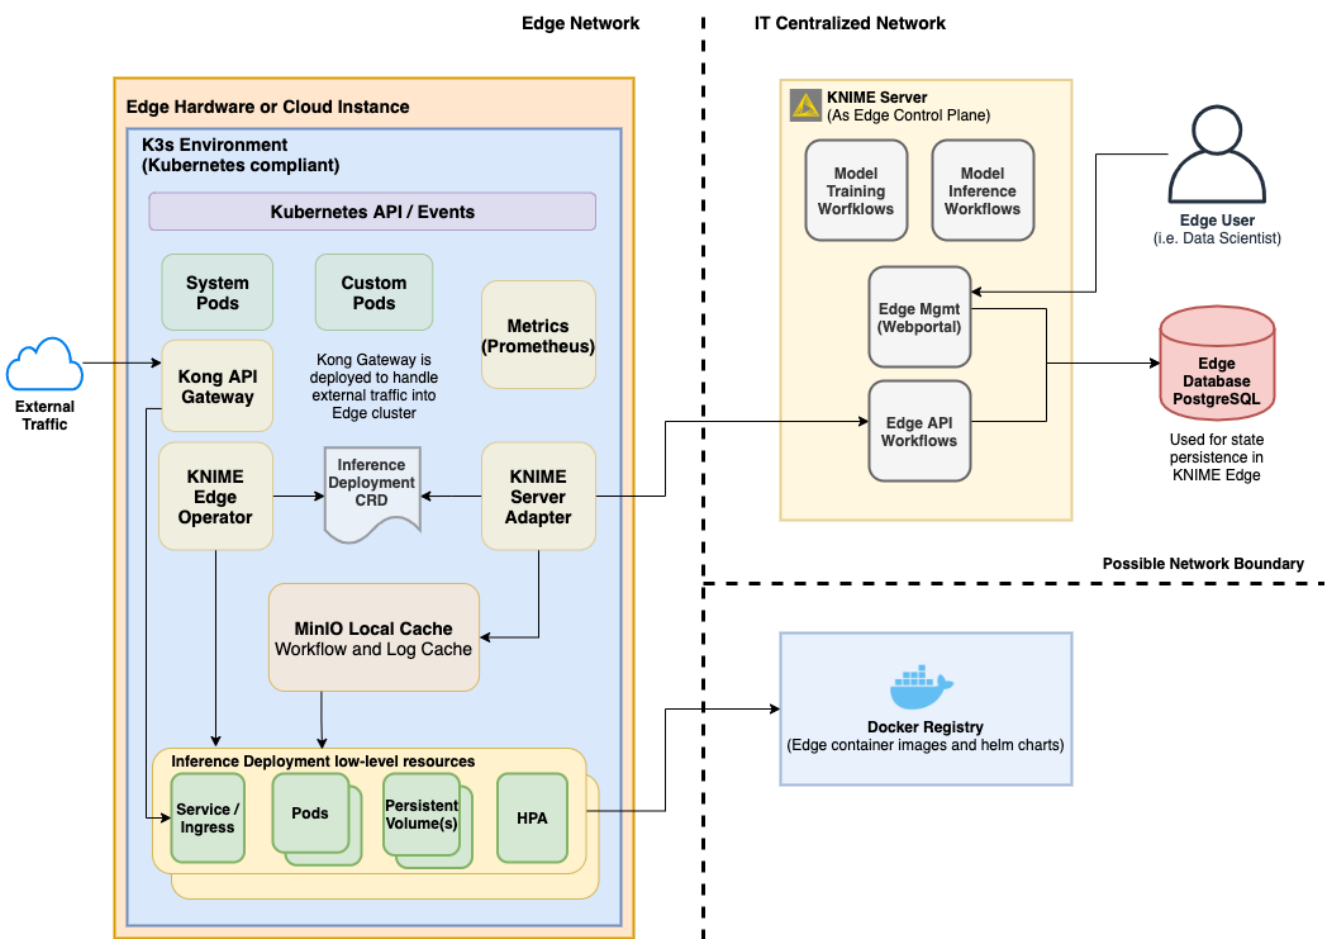 Edge Network
IT Centralized Network
Edge Hardware or Cloud Instance
K3s Environment
(Kubernetes compliant)
Kubernetes API / Events
System
Pods
Custom
Pods
Metrics
(Prometheus)
External
Traffic
Kong API
Gateway
Kong Gateway is
deployed to handle
external traffic into
Edge cluster
KNIME
Edge
Operator
Inference
Deployment
CRD
KNIME
Server
Adapter
MinIO Local Cache
Workflow and Log Cache
Inference Deployment low-level resources
Service /
Ingress
Pods
Persistent
Volume(s)
HPA
KNIME Server
(As Edge Control Plane)
Model
Training
Worfklows
Model
Inference
Workflows
Edge Mgmt
(Webportal)
Edge API
Workflows
Edge User
(i.e. Data Scientist)
Edge
Database
PostgreSQL
Used for state
persistence in
KNIME Edge
Possible Network Boundary
Docker Registry
(Edge container images and helm charts)